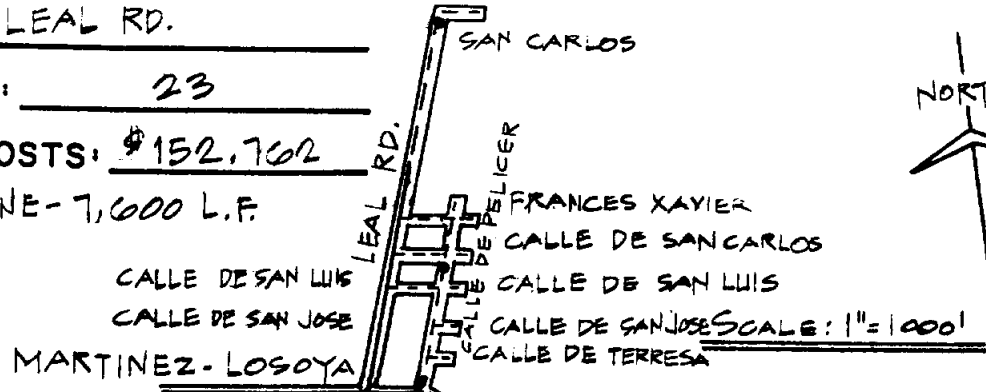 LEAL RD.
SAN CARLOS
: 23
NORT
OSTS: $152,762
NE-7,600 L.F.
LEAL RD.
CALLE DE PELICER
FRANCES XAVIER
CALLE DE SAN CARLOS
CALLE DE SAN LUIS
CALLE DE SAN LUIS
CALLE DE SAN JOSE
CALLE DE SAN JOSE
SCALE: 1"=1000'
MARTINEZ-LOSOYA
CALLE DE TERRESA